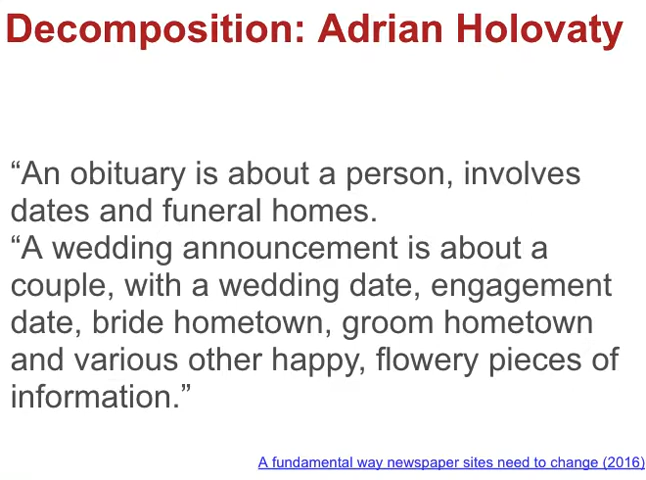 Decomposition: Adrian Holovaty
“An obituary is about a person, involves
dates and funeral homes.
“A wedding announcement is about a
couple, with a wedding date, engagement
date, bride hometown, groom hometown
and various other happy, flowery pieces of
information.”
A fundamental way newspaper sites need to change (2016)